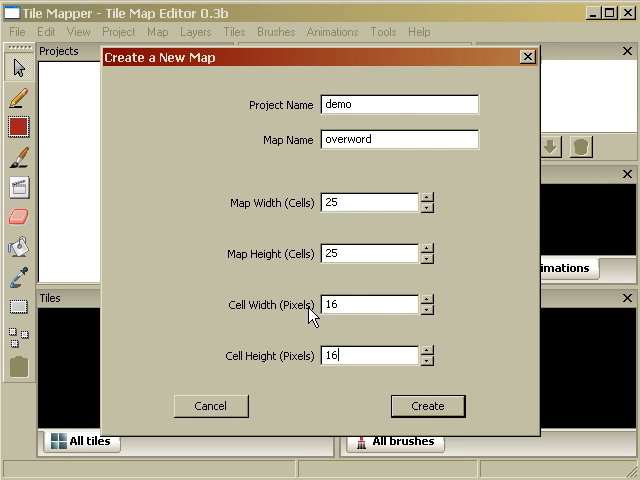 Tile Mapper - Tile Map Editor 0.3b
File Edit View Project Map Layers Tiles Brushes Animations Tools Help
Projects
Create a New Map
Project Name demo
Map Name overword
Map Width (Cells) 25
Map Height (Cells) 25
imations
Tiles
Cell Width (Pixels) 16
Cell Height (Pixels) 16
Cancel Create
All tiles All brushes